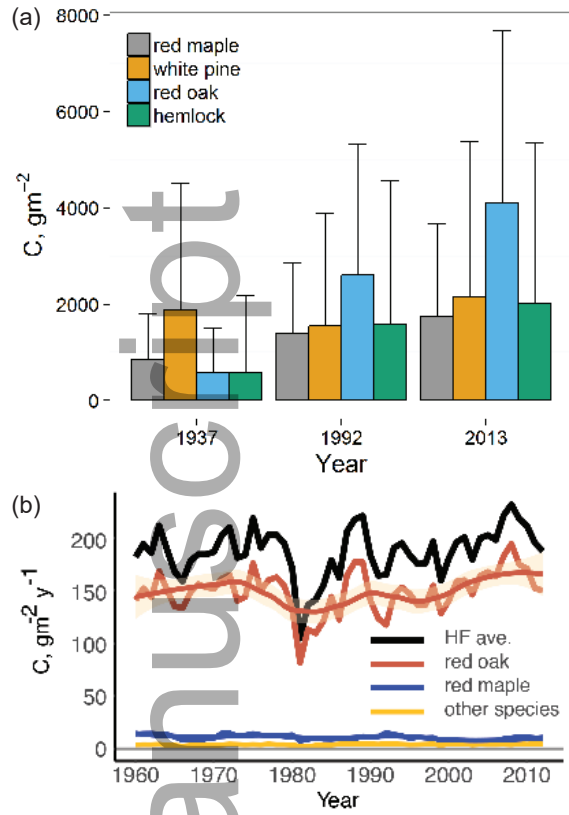 (a)
8000
6000
4000
2000
0
C, gm⁻²
red maple
white pine
red oak
hemlock
1937 1992 2013
Year
(b)
200
150
100
50
0
C, gm⁻² y⁻¹
HF ave.
red oak
red maple
other species
1960 1970 1980 1990 2000 2010
Year
anuscript